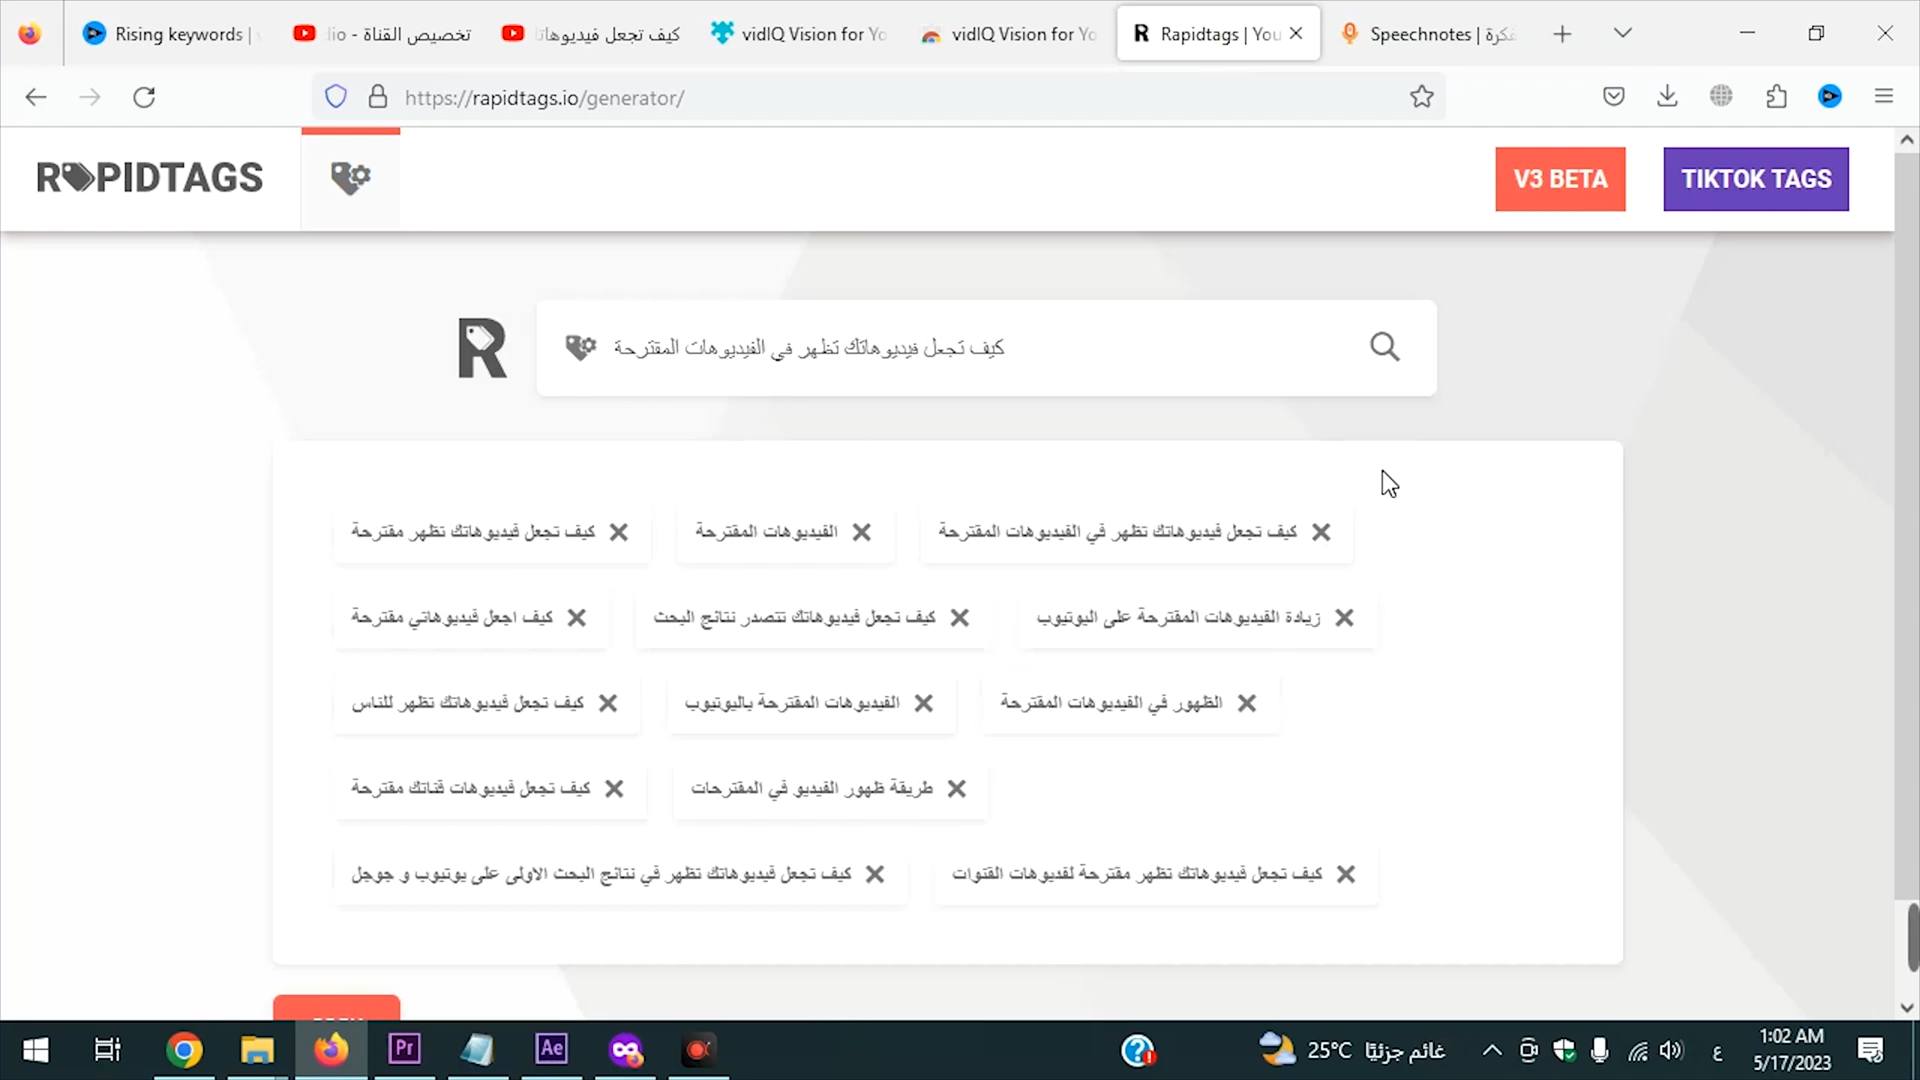 Rising keywords |
تخصيص القناة - dio
كيف تجعل فيديوهاتا
vidIQ Vision for Yo
vidIQ Vision for Yo
Rapidtags | You
Speechnotes | فكرة
https://rapidtags.io/generator/
RAPIDTAGS
V3 BETA
TIKTOK TAGS
كيف تجعل فيديوهاتك تظهر في الفيديوهات المقترحة
كيف تجعل فيديوهاتك تظهر مقترحة
الفيديوهات المقترحة
كيف تجعل فيديوهاتك تظهر في الفيديوهات المقترحة
كيف اجعل فيديوهاتي مقترحة
كيف تجعل فيديوهاتك تتصدر نتائج البحث
زيادة الفيديوهات المقترحة على اليوتيوب
كيف تجعل فيديوهاتك تظهر للناس
الفيديوهات المقترحة باليوتيوب
الظهور في الفيديوهات المقترحة
كيف تجعل فيديوهات قناتك مقترحة
طريقة ظهور الفيديو في المقترحات
كيف تجعل فيديوهاتك تظهر في نتائج البحث الاولى على يوتيوب و جوجل
كيف تجعل فيديوهاتك تظهر مقترحة لفديوهات القنوات
Pr
Ae
25°C غائم جزئيًا
ع
1:02 AM
5/17/2023